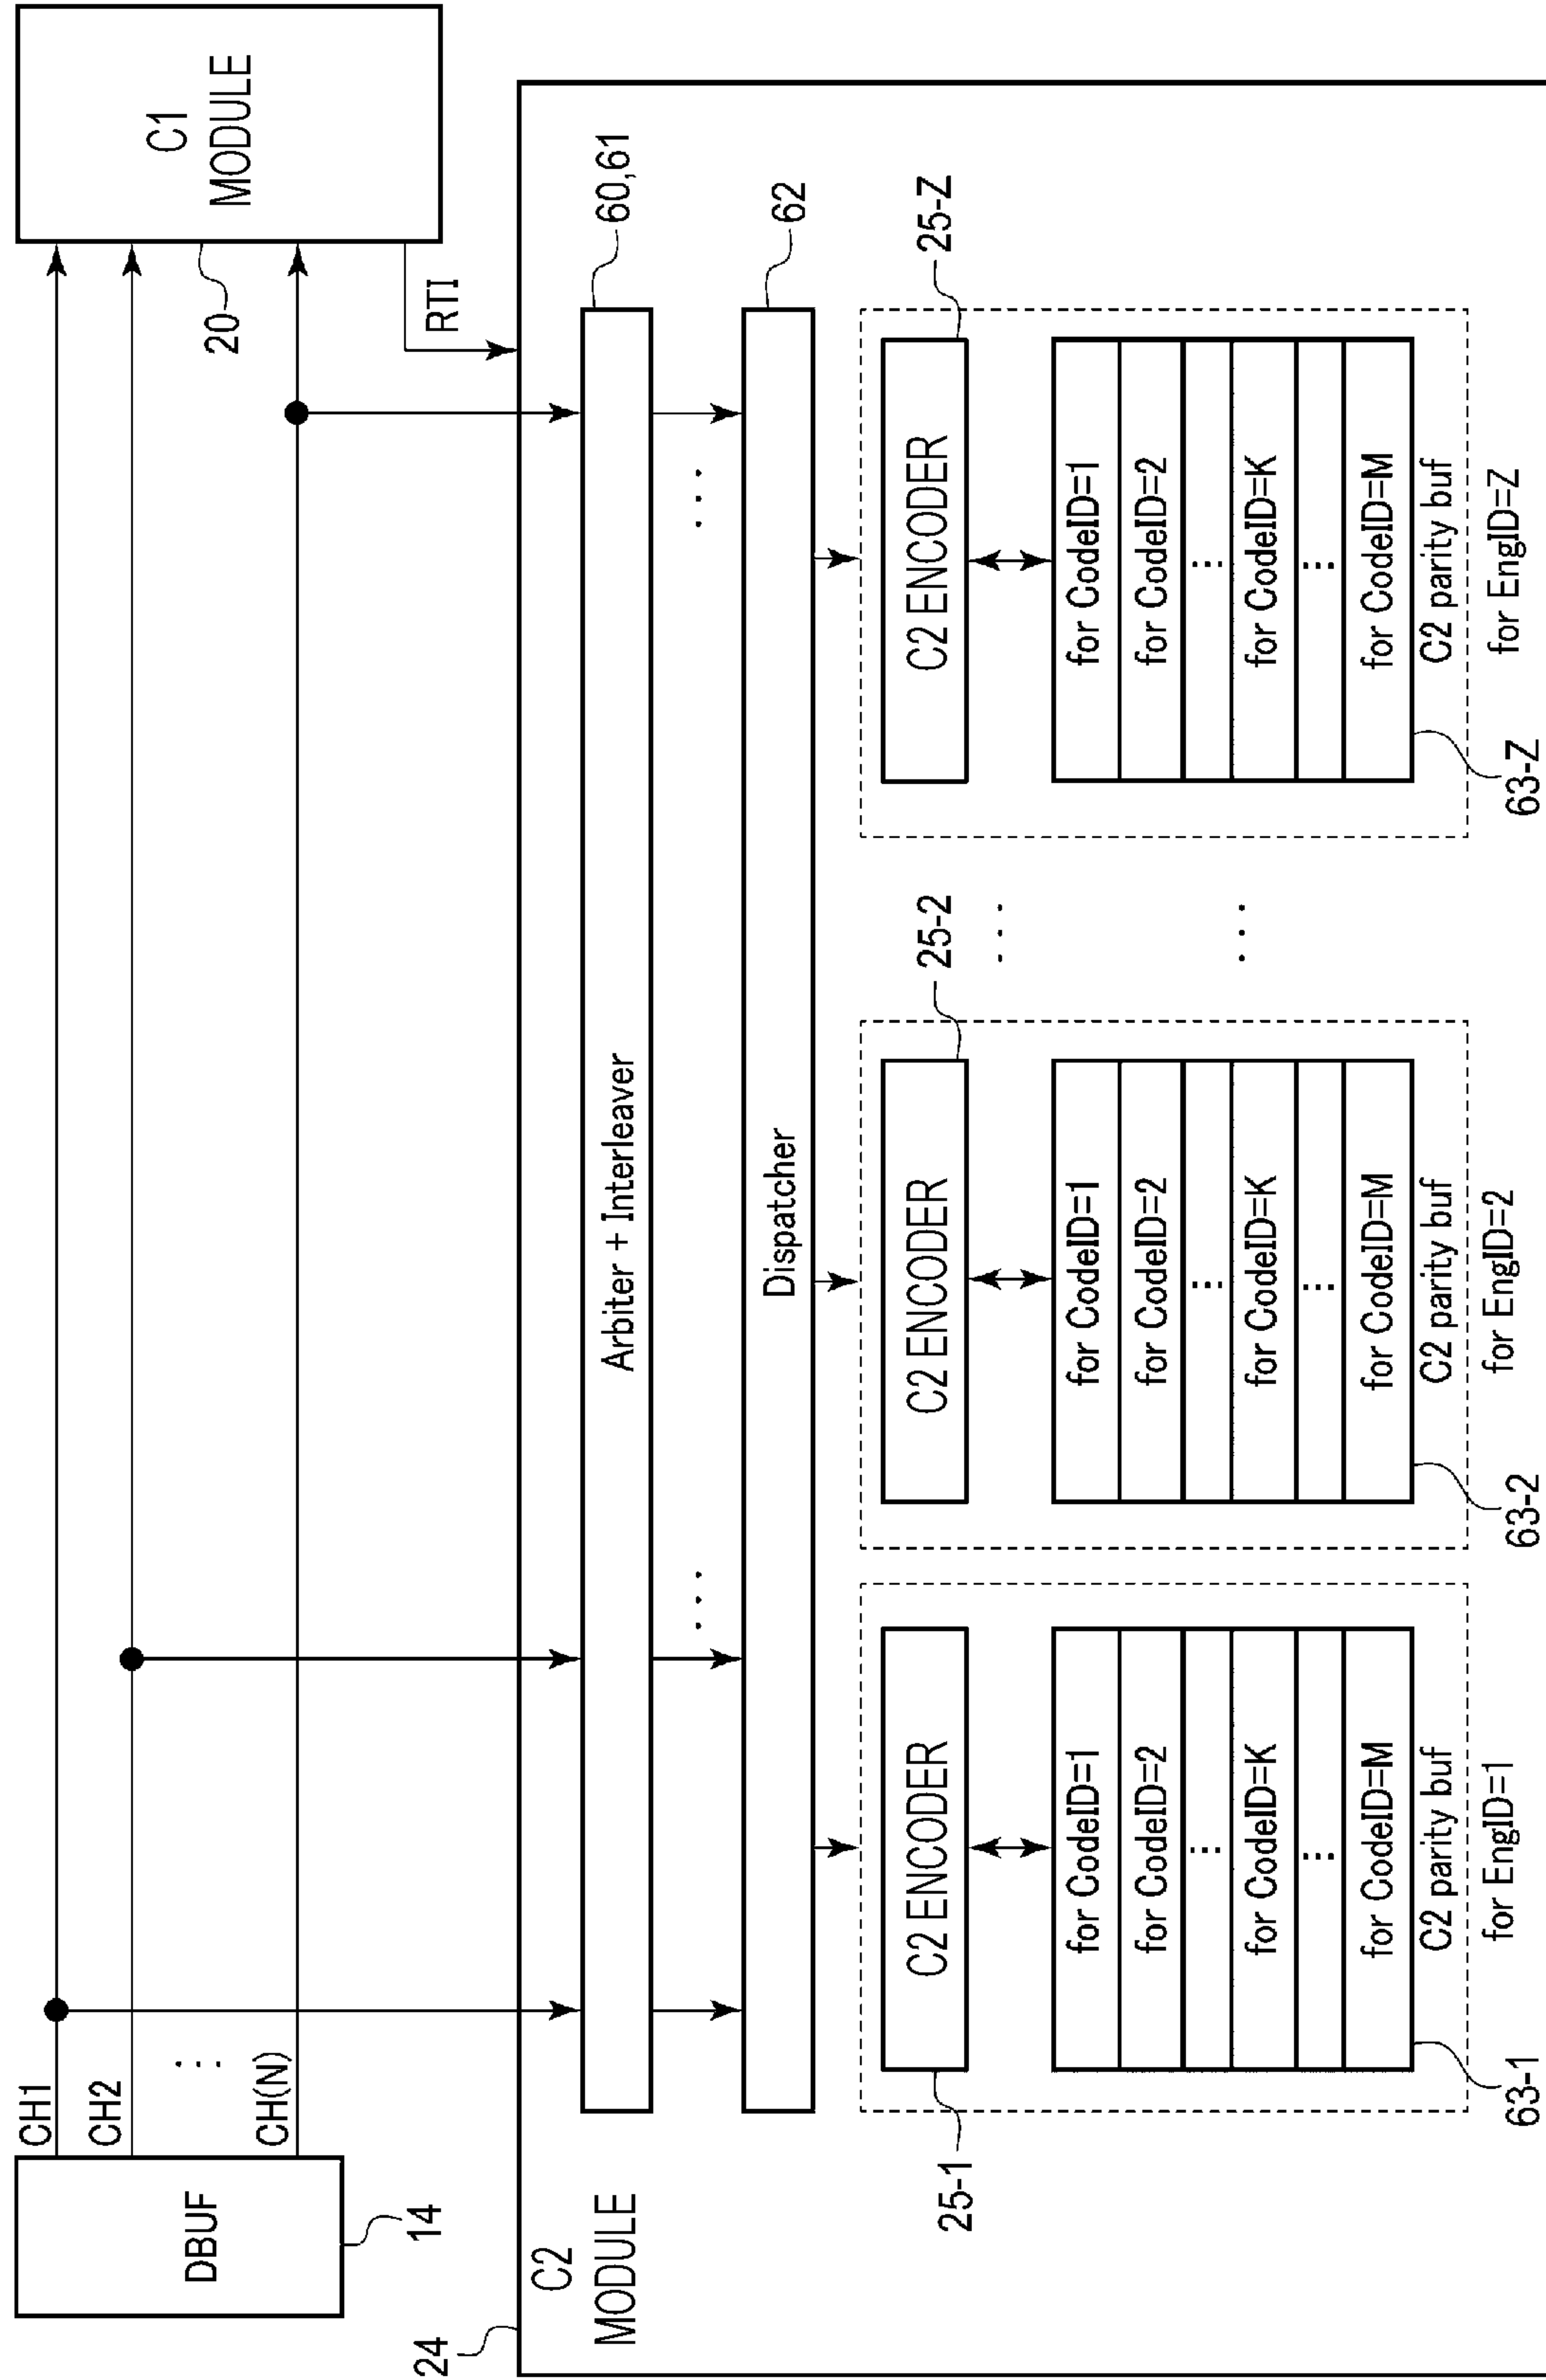 DBUF
14
CH1
CH2
⋮
CH(N)
C1
MODULE
20
RTI
24
C2
MODULE
Arbiter + Interleaver
60,61
...
...
Dispatcher
62
25-1
C2 ENCODER
for CodeID=1
for CodeID=2
...
for CodeID=K
...
for CodeID=M
C2 parity buf
for EngID=1
63-1
25-2
C2 ENCODER
for CodeID=1
for CodeID=2
...
for CodeID=K
...
for CodeID=M
C2 parity buf
for EngID=2
63-2
...
...
25-Z
C2 ENCODER
for CodeID=1
for CodeID=2
...
for CodeID=K
...
for CodeID=M
C2 parity buf
for EngID=Z
63-Z